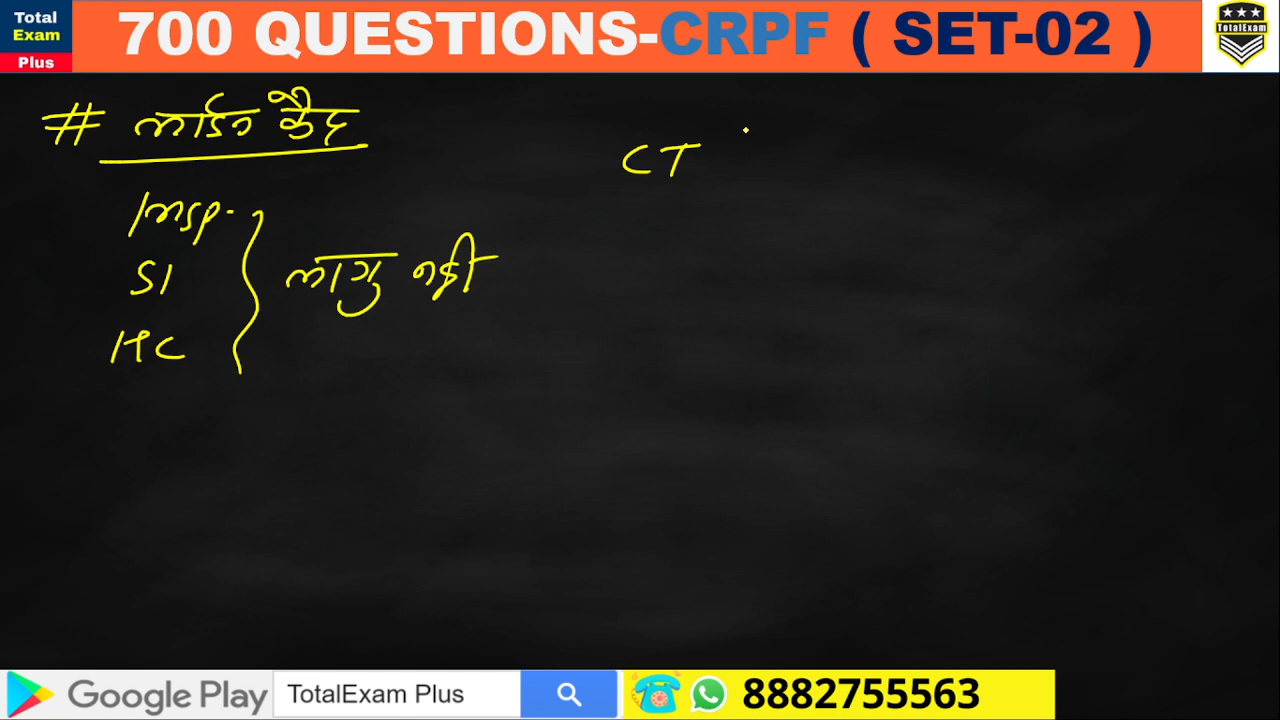 Total
Exam
Plus
700 QUESTIONS-CRPF ( SET-02 )
TotalExam
# लाईन कैद
CT
Insp.
SI
HC
लागु नही
Google Play
TotalExam Plus
8882755563